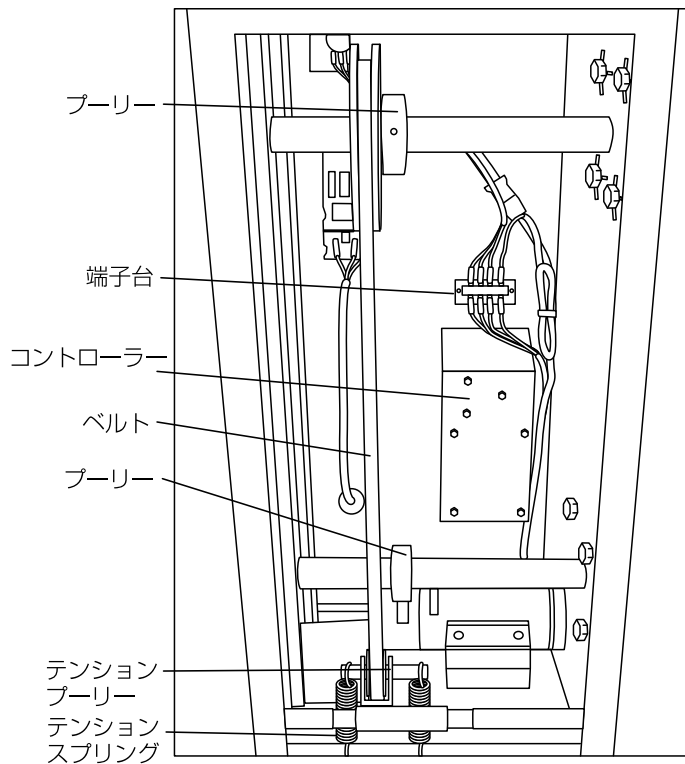 プーリー
端子台
コントローラー
ベルト
プーリー
テンション
プーリー
テンション
スプリング